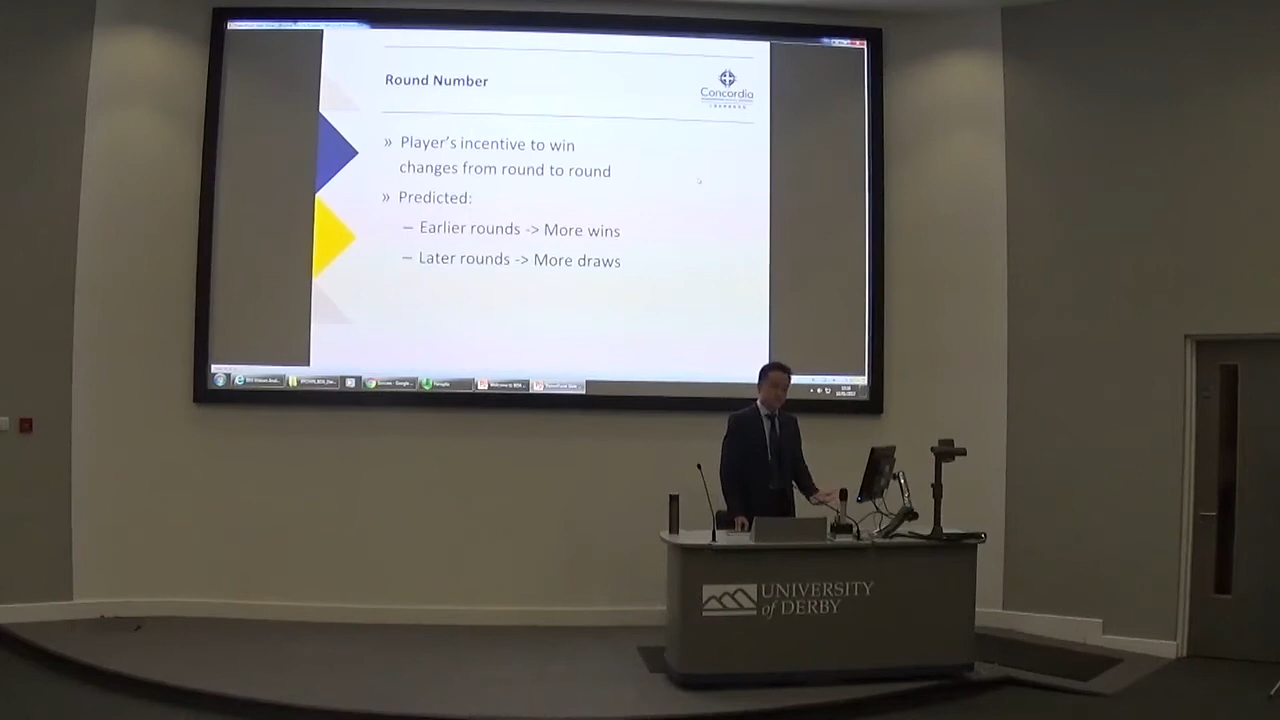 Round Number
Concordia
» Player's incentive to win
changes from round to round
» Predicted:
– Earlier rounds -> More wins
– Later rounds -> More draws
UNIVERSITY
of DERBY